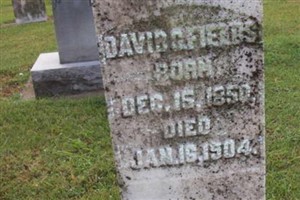 DAVID C. FIELDS
BORN
DEC. 15, 1850.
DIED
JAN. 16, 1904.